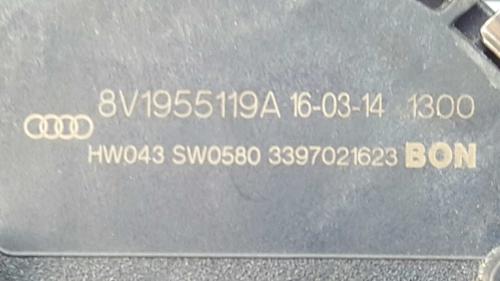 8V1955119A 16-03-14 1300
HW043 SW0580 3397021623 BON